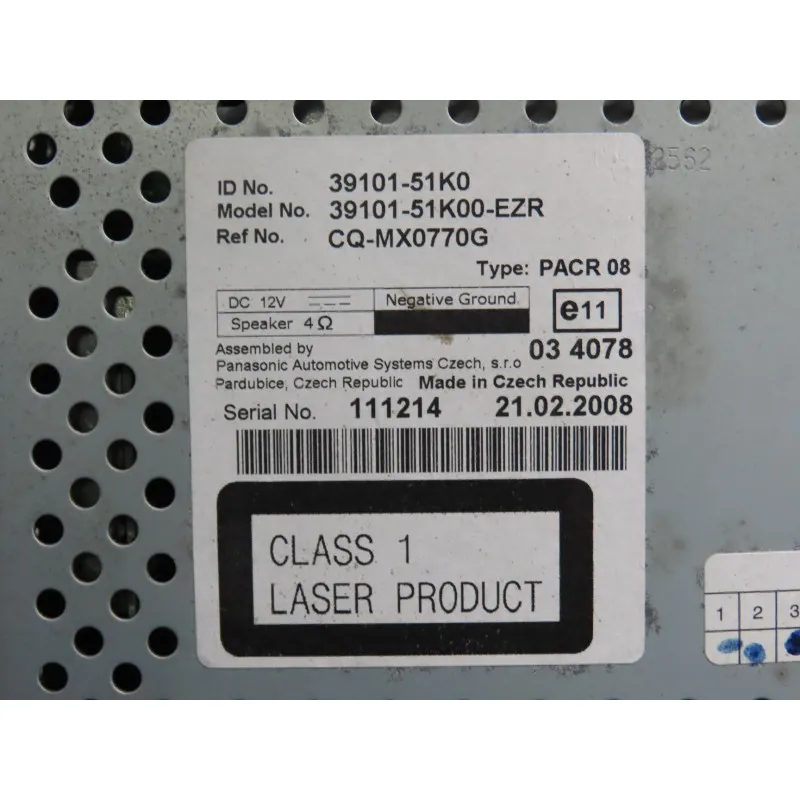 ID No. 39101-51K0
Model No. 39101-51K00-EZR
Ref No. CQ-MX0770G
Type: PACR 08
DC 12V Negative Ground
Speaker 4Ω
e11
Assembled by 03 4078
Panasonic Automotive Systems Czech, s.r.o
Pardubice, Czech Republic Made in Czech Republic
Serial No. 111214 21.02.2008
CLASS 1
LASER PRODUCT
1 2 3